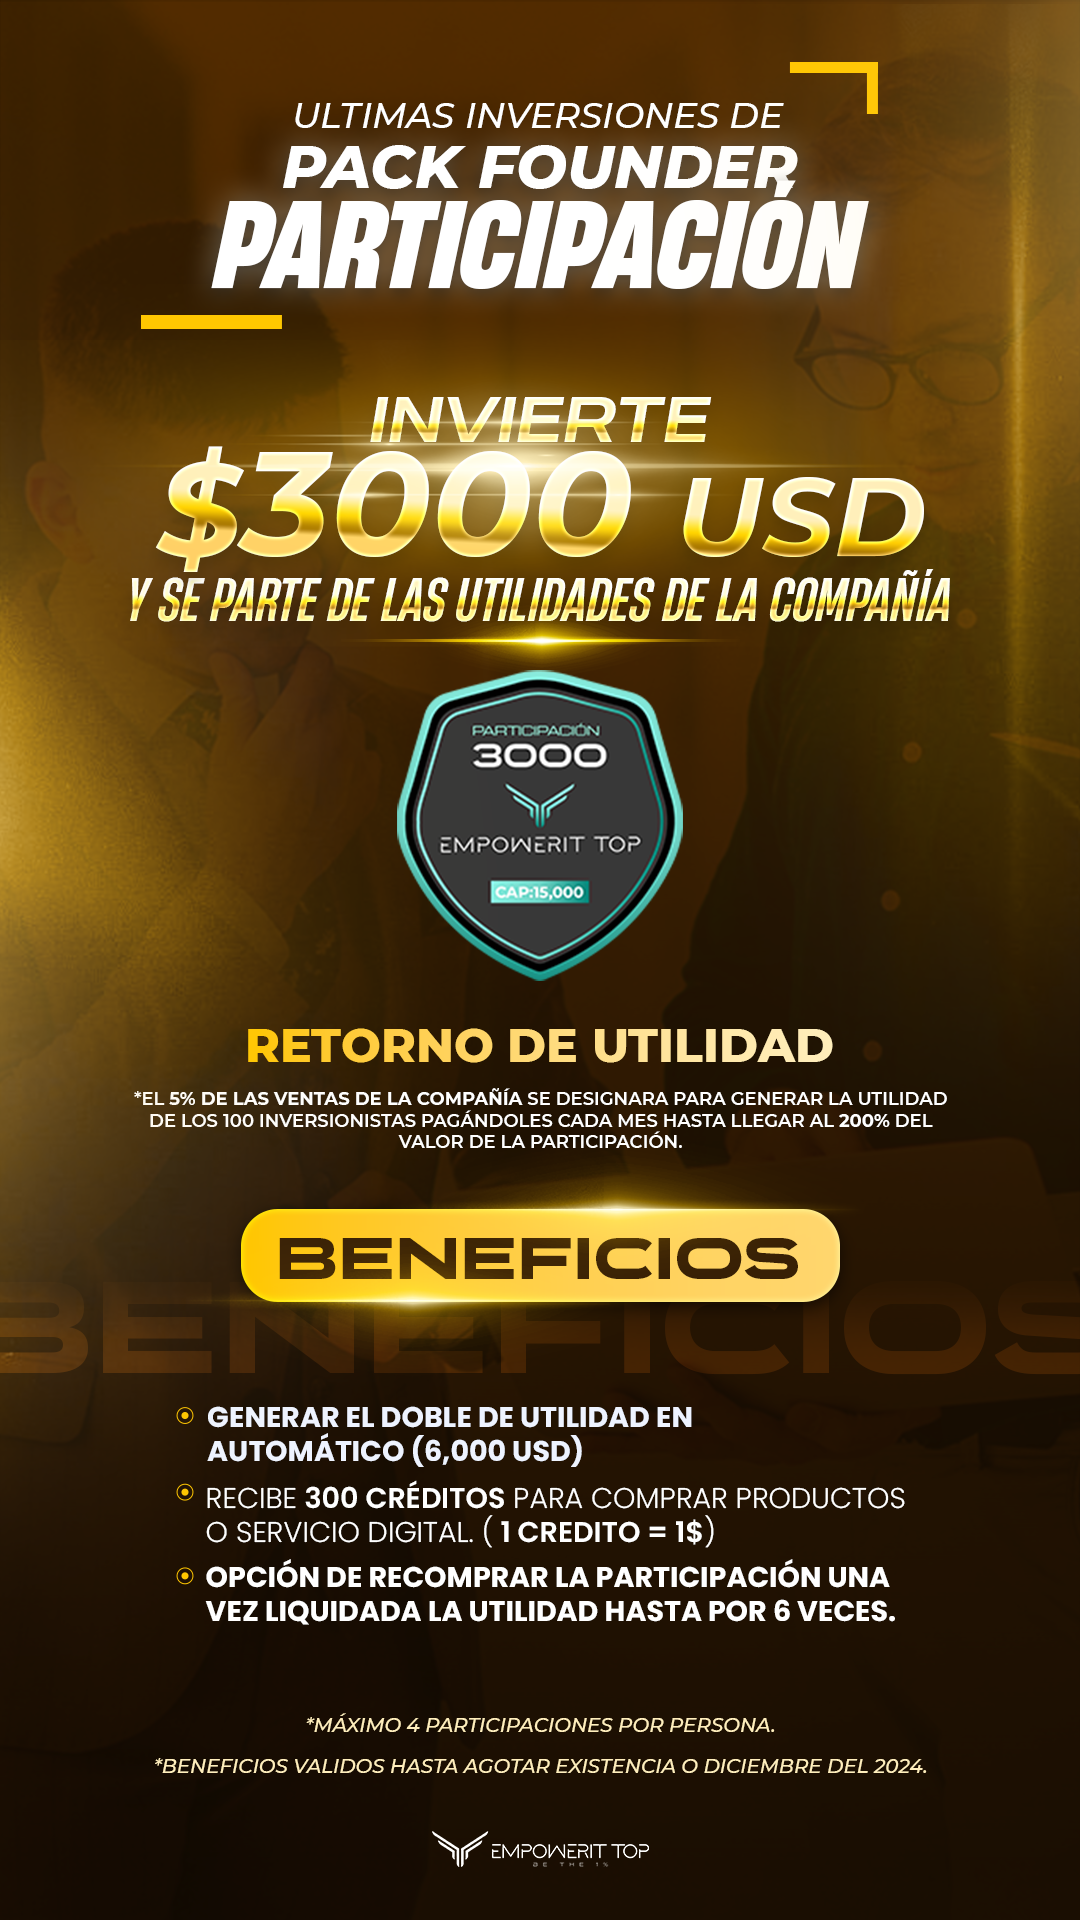 ULTIMAS INVERSIONES DE
PACK FOUNDER
PARTICIPACIÓN
INVIERTE
$3000 USD
Y SE PARTE DE LAS UTILIDADES DE LA COMPAÑÍA
PARTICIPACIÓN
3000
EMPOWERIT TOP
CAP:15,000
RETORNO DE UTILIDAD
*EL 5% DE LAS VENTAS DE LA COMPAÑÍA SE DESIGNARA PARA GENERAR LA UTILIDAD
DE LOS 100 INVERSIONISTAS PAGÁNDOLES CADA MES HASTA LLEGAR AL 200% DEL
VALOR DE LA PARTICIPACIÓN.
BENEFICIOS
BENEFICIOS
GENERAR EL DOBLE DE UTILIDAD EN
AUTOMÁTICO (6,000 USD)
RECIBE 300 CRÉDITOS PARA COMPRAR PRODUCTOS
O SERVICIO DIGITAL. ( 1 CREDITO = 1$)
OPCIÓN DE RECOMPRAR LA PARTICIPACIÓN UNA
VEZ LIQUIDADA LA UTILIDAD HASTA POR 6 VECES.
*MÁXIMO 4 PARTICIPACIONES POR PERSONA.
*BENEFICIOS VALIDOS HASTA AGOTAR EXISTENCIA O DICIEMBRE DEL 2024.
EMPOWERIT TOP
BE THE 1%